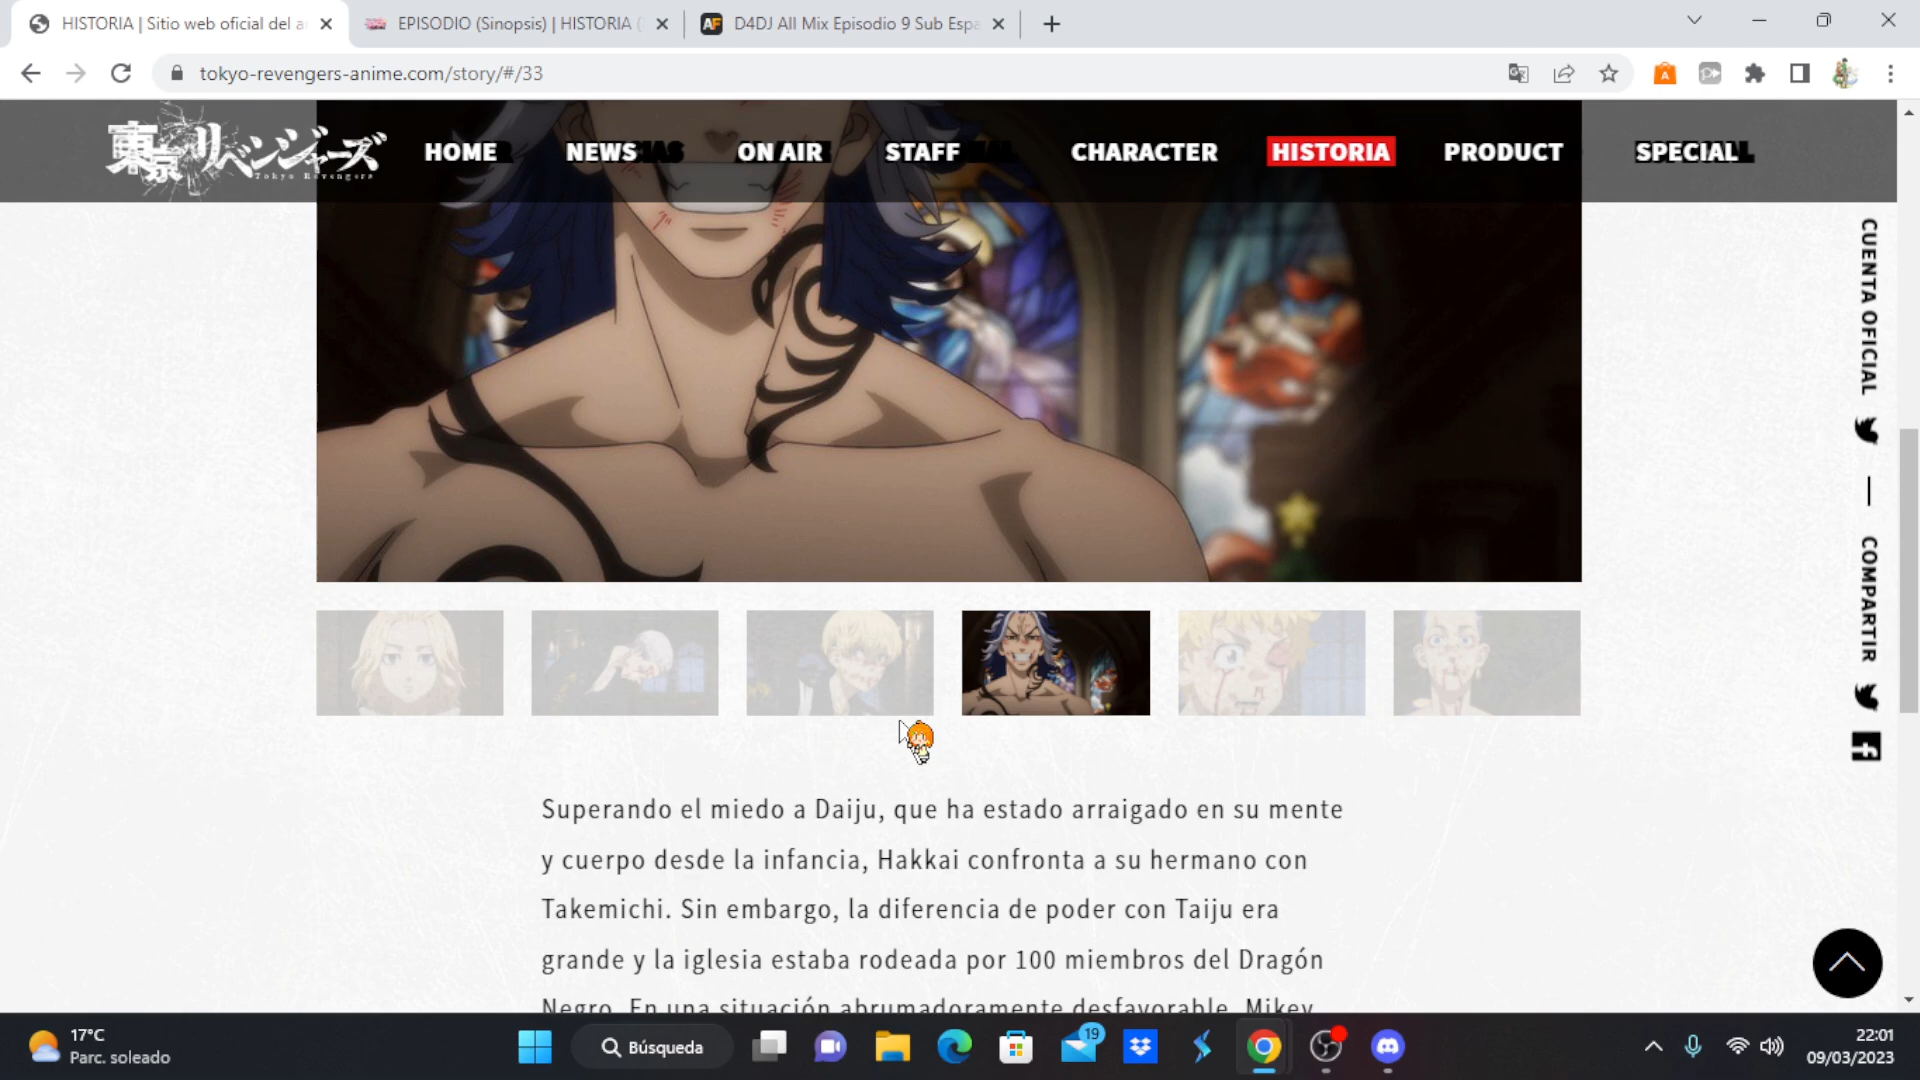 HISTORIA | Sitio web oficial del a
EPISODIO (Sinopsis) | HISTORIA (
D4DJ All Mix Episodio 9 Sub Espa
tokyo-revengers-anime.com/story/#/33
東京リベンジャーズ
Tokyo Revengers
HOME
NEWS
ON AIR
STAFF
CHARACTER
HISTORIA
PRODUCT
SPECIAL
CUENTA OFICIAL
COMPARTIR
Superando el miedo a Daiju, que ha estado arraigado en su mente
y cuerpo desde la infancia, Hakkai confronta a su hermano con
Takemichi. Sin embargo, la diferencia de poder con Taiju era
grande y la iglesia estaba rodeada por 100 miembros del Dragón
Negro. En una situación abrumadoramente desfavorable, Mikey,
17°C
Parc. soleado
Búsqueda
19
22:01
09/03/2023